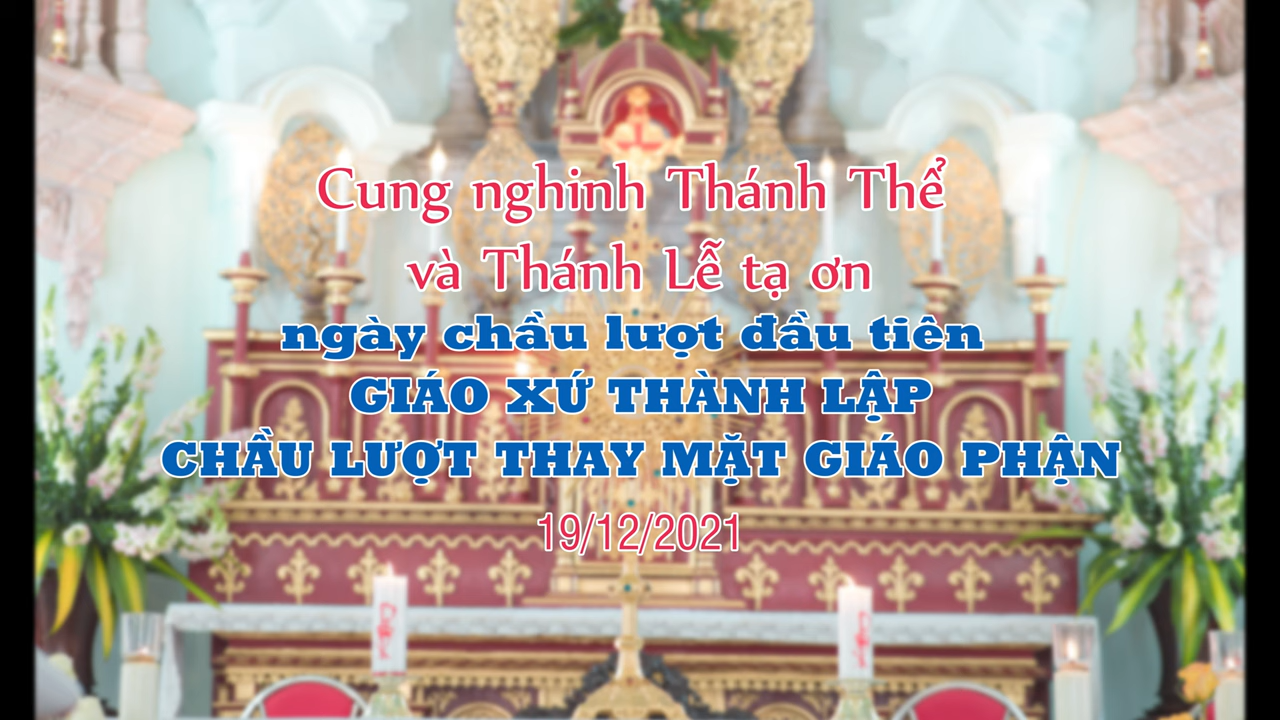 Cung nghinh Thánh Thể
và Thánh Lễ tạ ơn
ngày chầu lượt đầu tiên
GIÁO XỨ THÀNH LẬP
CHẦU LƯỢT THAY MẶT GIÁO PHẬN
19/12/2021